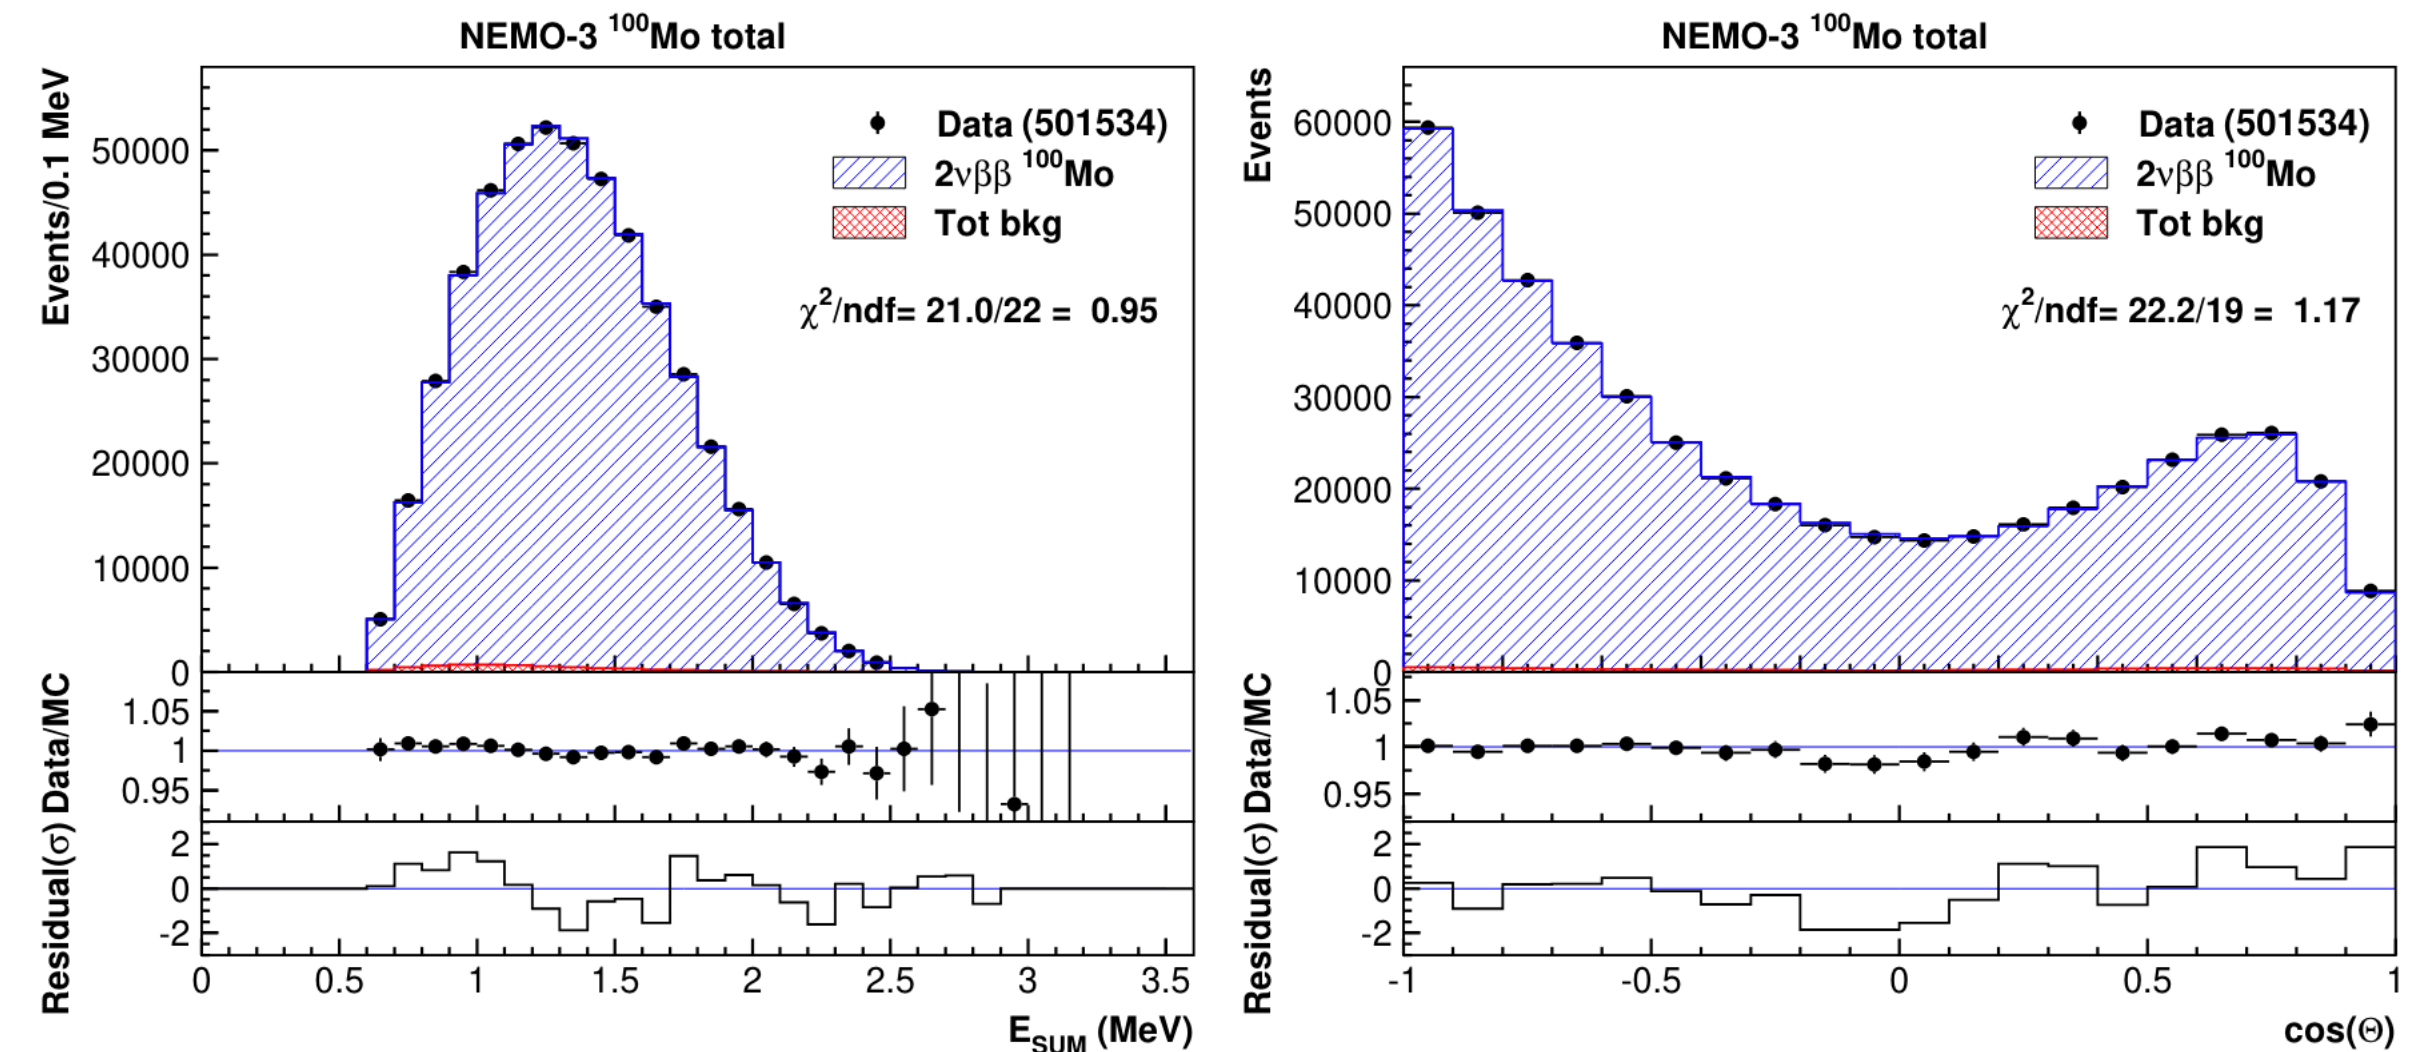 NEMO-3 ¹⁰⁰Mo total
Events/0.1 MeV
50000
40000
30000
20000
10000
0
Data (501534)
2νββ ¹⁰⁰Mo
Tot bkg
χ²/ndf= 21.0/22 = 0.95
Data/MC
1.05
1
0.95
Residual(σ)
2
0
-2
0 0.5 1 1.5 2 2.5 3 3.5
E_SUM (MeV)
NEMO-3 ¹⁰⁰Mo total
Events
60000
50000
40000
30000
20000
10000
0
Data (501534)
2νββ ¹⁰⁰Mo
Tot bkg
χ²/ndf= 22.2/19 = 1.17
Data/MC
1.05
1
0.95
Residual(σ)
2
0
-2
-1 -0.5 0 0.5 1
cos(Θ)